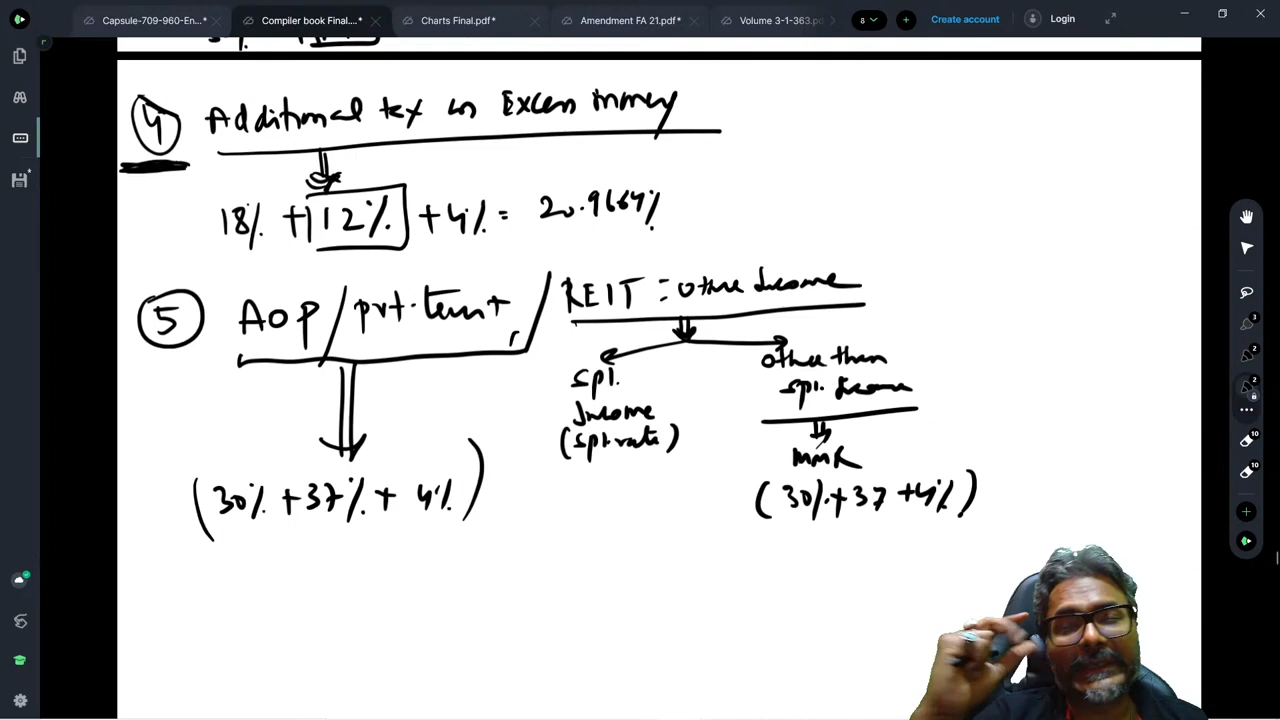 Capsule-709-960-En...*
Compiler book Final....*
Charts Final.pdf*
Amendment FA 21.pdf*
Volume 3-1-363.pd
8
Create account
Login
4 Additional tax on Excess money
18% + 12% + 4% = 20.9664%
5 AOP / pvt. trust / REIT = other Income
spl. Income (spl. rate)
other than spl. Income
MMR
(30% + 37% + 4%)
(30% + 37 + 4%)